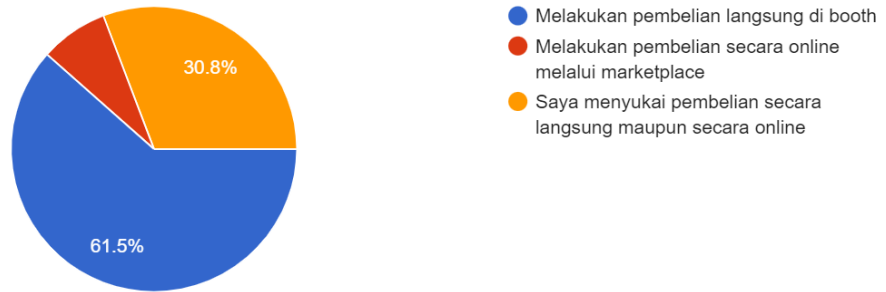 Melakukan pembelian langsung di booth
Melakukan pembelian secara online
melalui marketplace
Saya menyukai pembelian secara
langsung maupun secara online
30.8%
61.5%